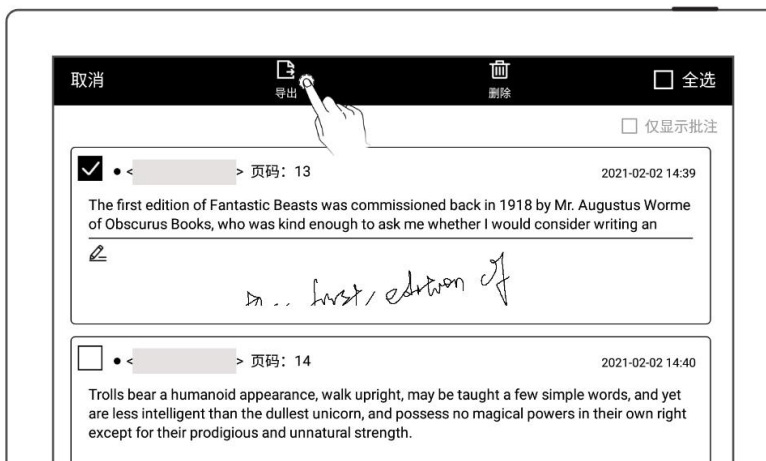 取消
导出
删除
全选
仅显示批注
● < > 页码：13
2021-02-02 14:39
The first edition of Fantastic Beasts was commissioned back in 1918 by Mr. Augustus Worme
of Obscurus Books, who was kind enough to ask me whether I would consider writing an
first, edition of
● < > 页码：14
2021-02-02 14:40
Trolls bear a humanoid appearance, walk upright, may be taught a few simple words, and yet
are less intelligent than the dullest unicorn, and possess no magical powers in their own right
except for their prodigious and unnatural strength.